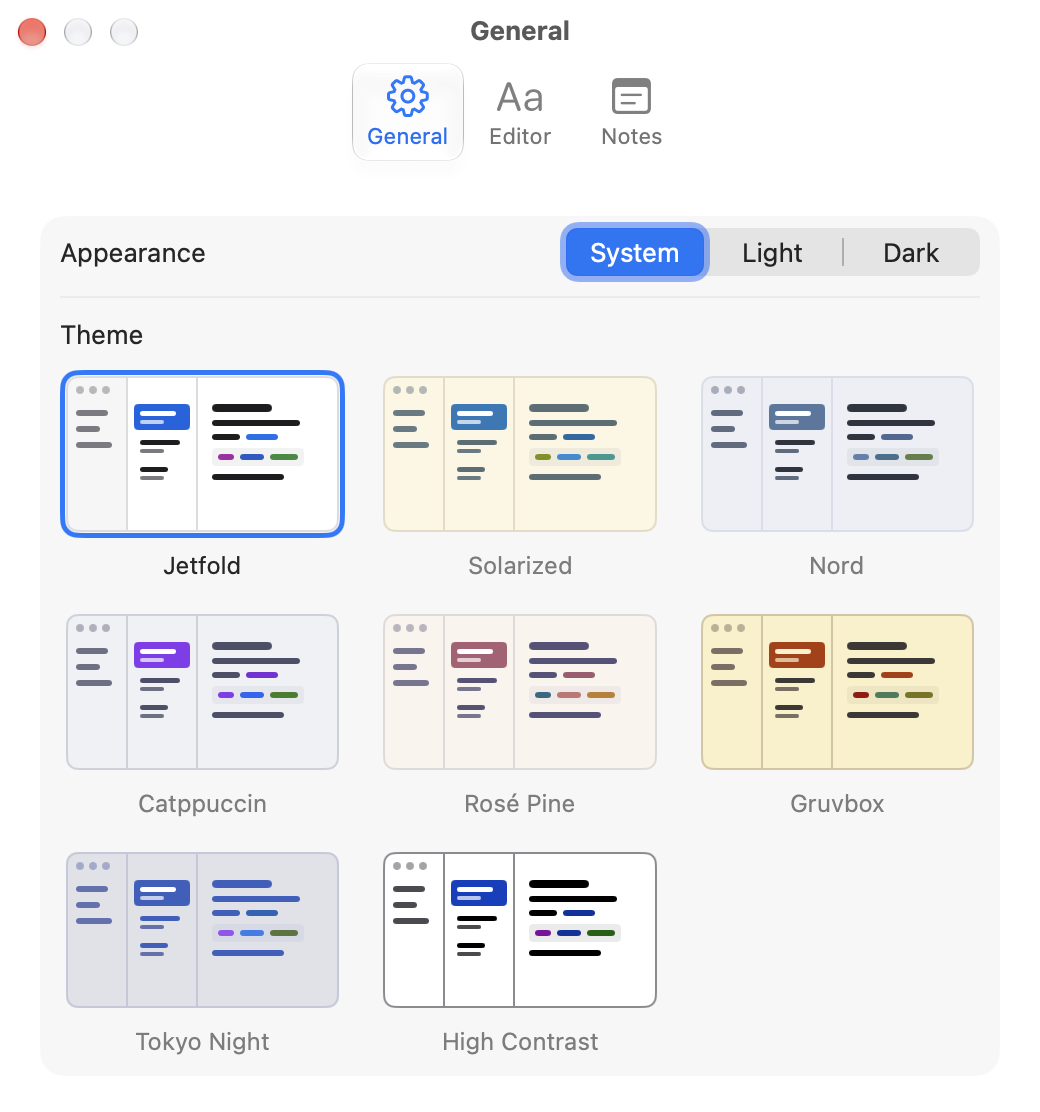 General
Aa
General
Editor
Notes
Appearance
System
Light
Dark
Theme
Jetfold
Solarized
Nord
Catppuccin
Rosé Pine
Gruvbox
Tokyo Night
High Contrast